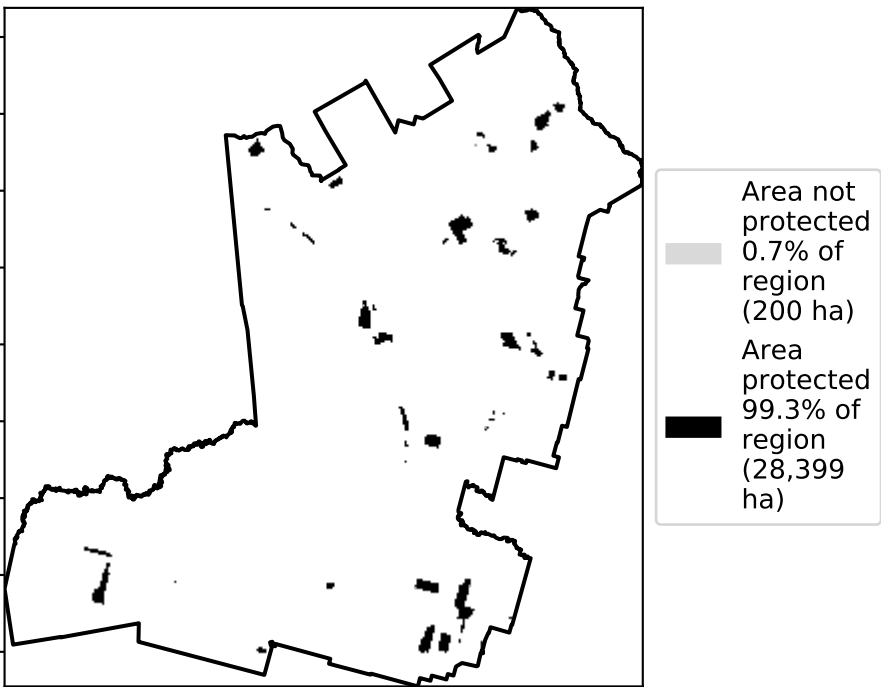 Area not
protected
0.7% of
region
(200 ha)
Area
protected
99.3% of
region
(28,399
ha)